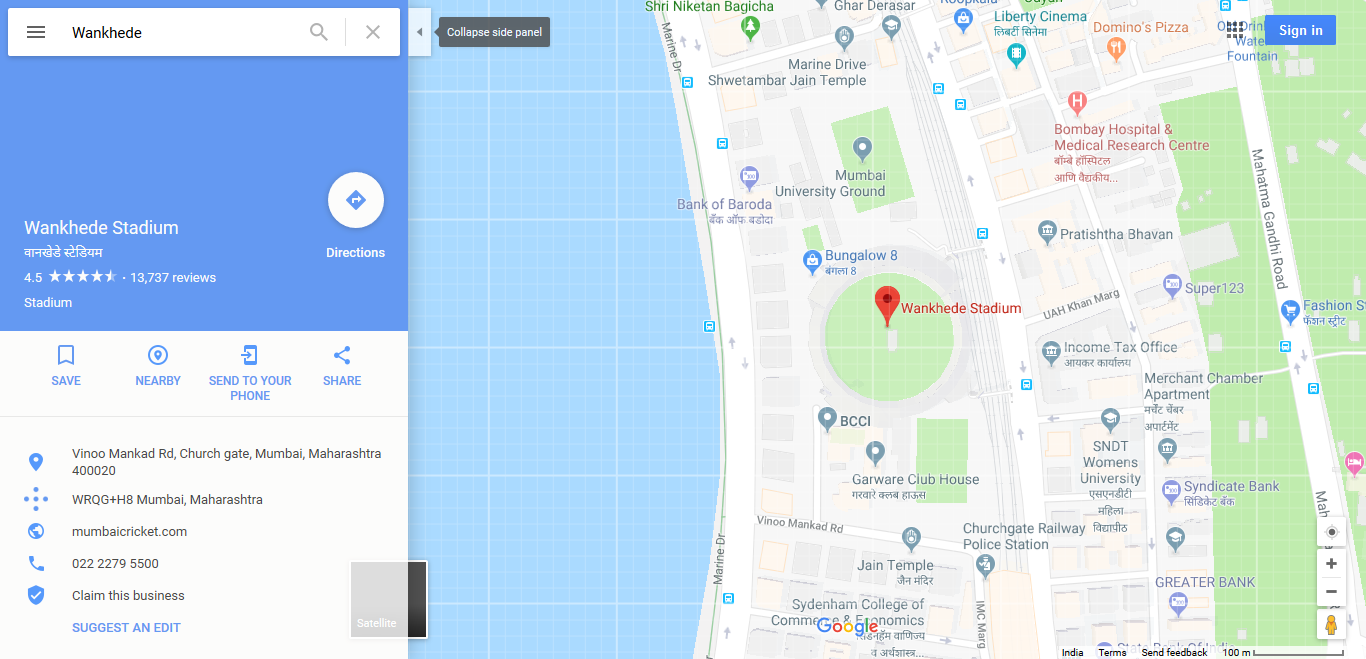 Wankhede
Collapse side panel
Sign in
Wankhede Stadium
वानखेडे स्टेडियम
4.5
· 13,737 reviews
Stadium
Directions
SAVE
NEARBY
SEND TO YOUR
PHONE
SHARE
Vinoo Mankad Rd, Church gate, Mumbai, Maharashtra
400020
WRQG+H8 Mumbai, Maharashtra
mumbaicricket.com
022 2279 5500
Claim this business
SUGGEST AN EDIT
Satellite
Shri Niketan Bagicha
Ghar Derasar
Liberty Cinema
लिबर्टी सिनेमा
Domino's Pizza
Water
Fountain
Marine Dr
Marine Drive
Shwetambar Jain Temple
Bombay Hospital &
Medical Research Centre
बॉम्बे हॉस्पिटल
आणि वैद्यकीय...
Mahatma Gandhi Road
Mumbai
University Ground
Bank of Baroda
बॅंक ऑफ बडोदा
Pratishtha Bhavan
Bungalow 8
बंगला 8
Super123
UAH Khan Marg
Wankhede Stadium
Fashion S
फॅशन स्ट्रीट
Income Tax Office
आयकर कार्यालय
Merchant Chamber
Apartment
मर्चेंट चेंबर
अपार्टमेंट
BCCI
SNDT
Womens
University
एसएनडीटी
महिला
विद्यापीठ
Garware Club House
गरवारे क्लब हाऊस
Syndicate Bank
सिंडिकेट बँक
Vinoo Mankad Rd
Churchgate Railway
Police Station
Marine Dr
Jain Temple
जैन मंदिर
GREATER BANK
IMC Marg
Sydenham College of
Commerce &
Google
व अर्थशास्त्र...
State Bank Of India
India
Terms
Send feedback
100 m